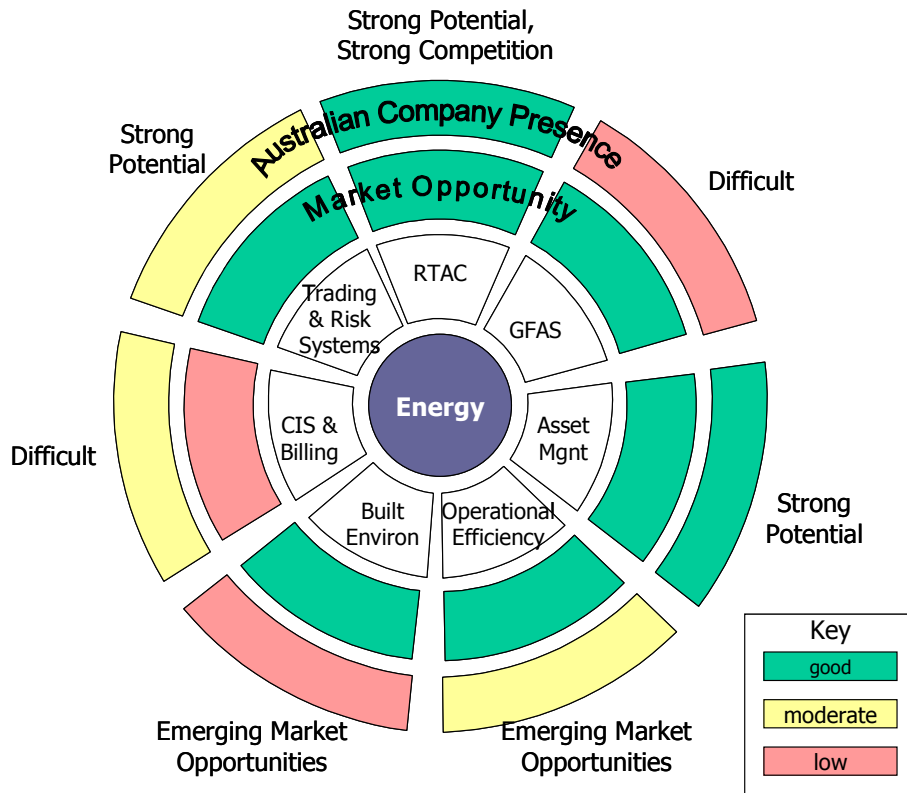 Strong Potential,
Strong Competition
Australian Company Presence
Market Opportunity
Strong
Potential
Difficult
RTAC
Trading
& Risk
Systems
GFAS
Energy
CIS &
Billing
Asset
Mgnt
Difficult
Built
Environ
Operational
Efficiency
Strong
Potential
Emerging Market
Opportunities
Emerging Market
Opportunities
Key
good
moderate
low